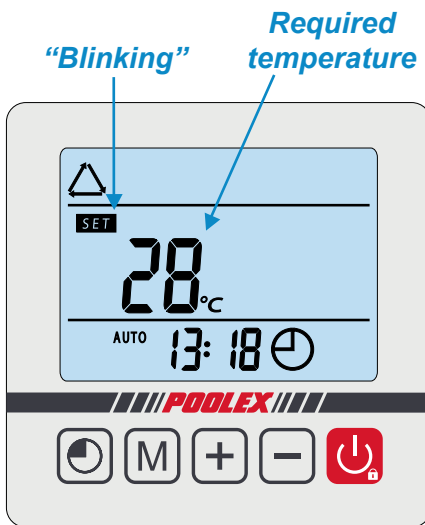 Required
“Blinking” temperature
SET
28°C
AUTO 13:18
POOLEX
M + −